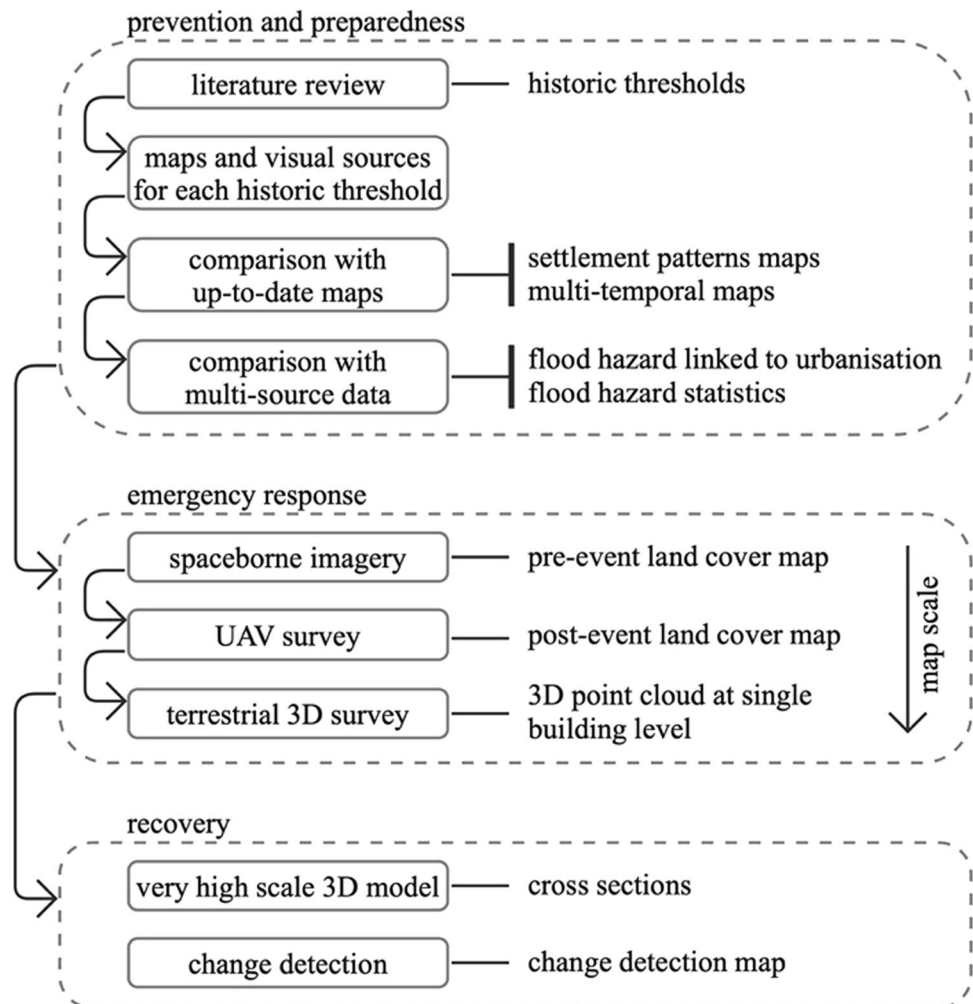 prevention and preparedness
literature review
historic thresholds
maps and visual sources
for each historic threshold
comparison with
up-to-date maps
settlement patterns maps
multi-temporal maps
comparison with
multi-source data
flood hazard linked to urbanisation
flood hazard statistics
emergency response
spaceborne imagery
pre-event land cover map
UAV survey
post-event land cover map
terrestrial 3D survey
3D point cloud at single
building level
map scale
recovery
very high scale 3D model
cross sections
change detection
change detection map